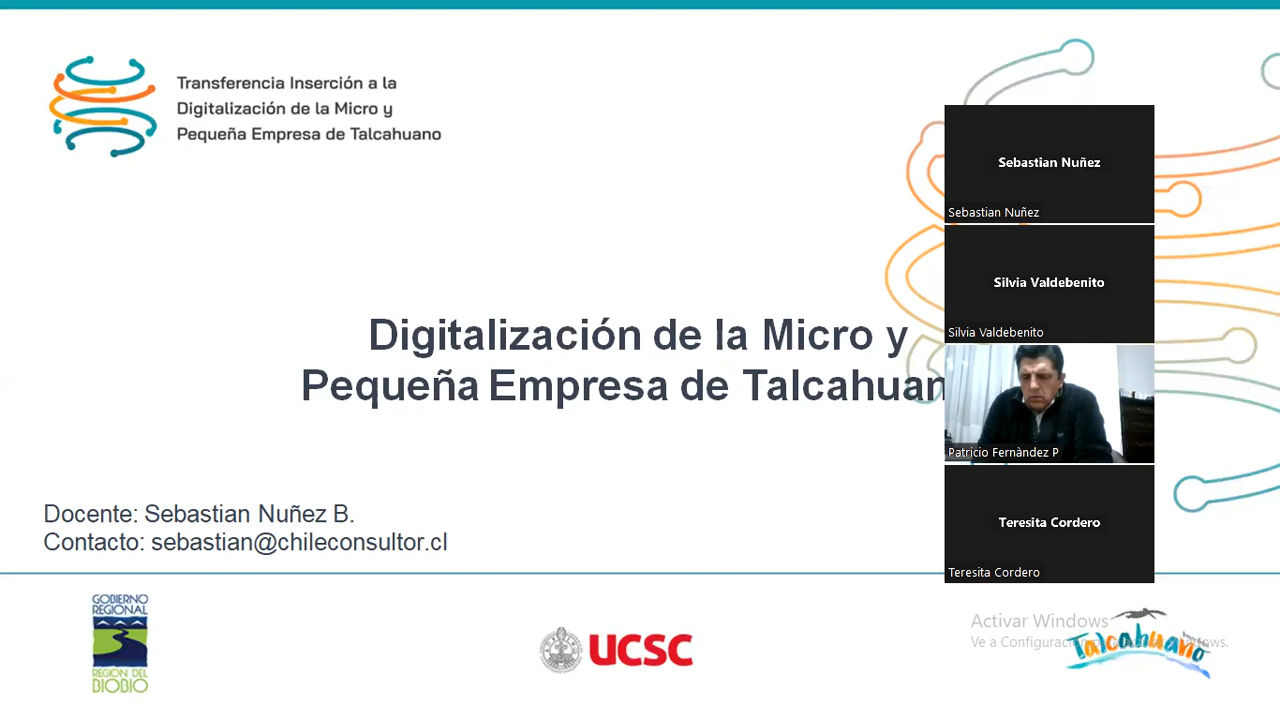 Transferencia Inserción a la
Digitalización de la Micro y
Pequeña Empresa de Talcahuano
Sebastian Nuñez
Sebastian Nuñez
Silvia Valdebenito
Silvia Valdebenito
Digitalización de la Micro y
Pequeña Empresa de Talcahuan
Patricio Fernàndez P
Teresita Cordero
Teresita Cordero
Docente: Sebastian Nuñez B.
Contacto: sebastian@chileconsultor.cl
GOBIERNO
REGIONAL
REGIÓN DEL
BIOBIO
UCSC
Activar Windows
Ve a Configuración para activar Windows.
Talcahuano